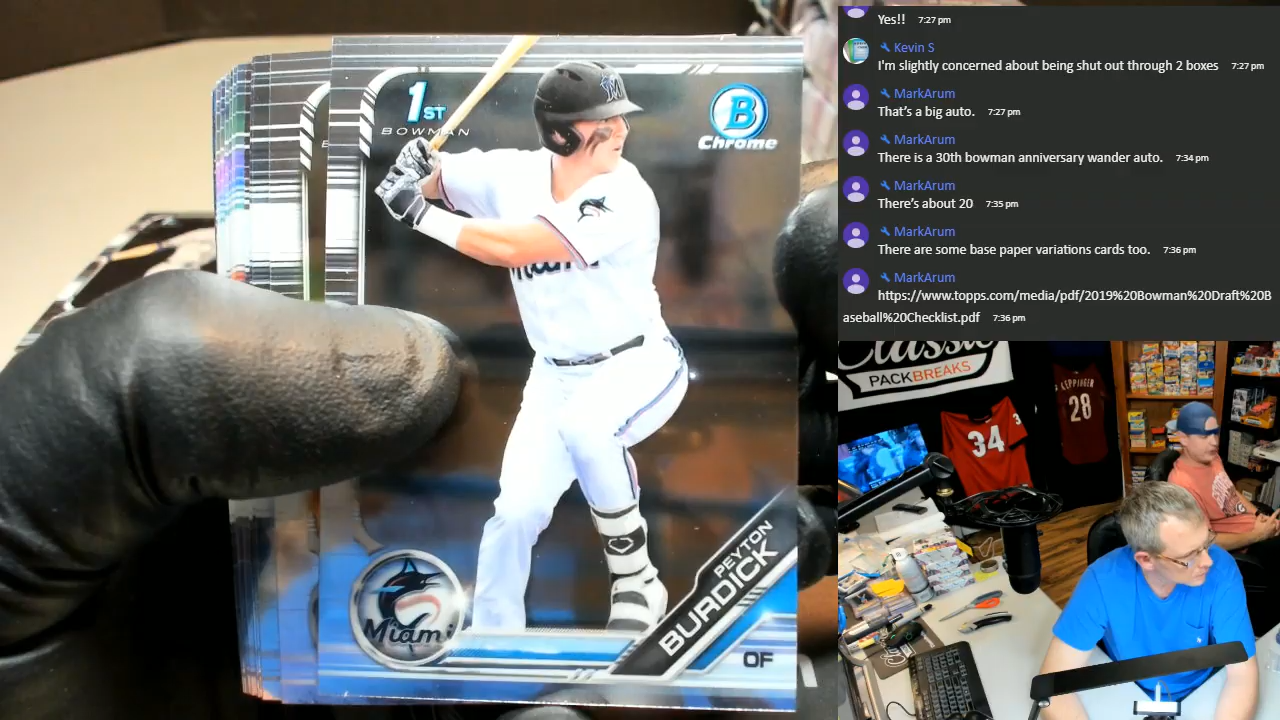 1ST
BOWMAN
B
Chrome
Miami
PEYTON
BURDICK
OF
Yes!! 7:27 pm
Kevin S
I'm slightly concerned about being shut out through 2 boxes 7:27 pm
MarkArum
That's a big auto. 7:27 pm
MarkArum
There is a 30th bowman anniversary wander auto. 7:34 pm
MarkArum
There's about 20 7:35 pm
MarkArum
There are some base paper variations cards too. 7:36 pm
MarkArum
https://www.topps.com/media/pdf/2019%20Bowman%20Draft%20B
aseball%20Checklist.pdf 7:36 pm
Classic
PACKBREAKS
34
KEPPINGER
28